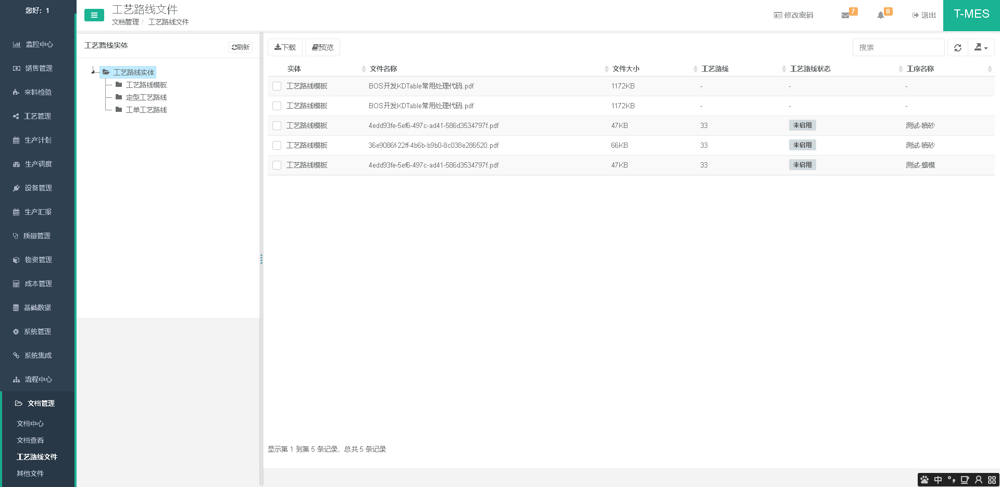 您好：1
监控中心
销售管理
来料检验
工艺管理
生产计划
生产调度
设备管理
生产汇报
质量管理
物资管理
成本管理
基础数据
系统管理
系统集成
流程中心
文档管理
文档中心
文档查看
工艺路线文件
其他文件
工艺路线文件
文档管理 / 工艺路线文件
修改密码 7 0 退出 T-MES
工艺路线实体 刷新
工艺路线实体
工艺路线模板
定型工艺路线
工单工艺路线
下载 预览 搜索
实体 文件名称 文件大小 工艺路线 工艺路线状态 工序名称
工艺路线模板 BOS开发KDTable常用处理代码.pdf 1172KB - - -
工艺路线模板 BOS开发KDTable常用处理代码.pdf 1172KB - - -
工艺路线模板 4edd93fe-5ef6-497c-ad41-586d3534797f.pdf 47KB 33 未启用 测试-喷砂
工艺路线模板 36e9086f-22ff-4b6b-b9b0-8c038e286520.pdf 66KB 33 未启用 测试-喷砂
工艺路线模板 4edd93fe-5ef6-497c-ad41-586d3534797f.pdf 47KB 33 未启用 测试-蜡模
显示第 1 到第 5 条记录，总共 5 条记录
中 °,